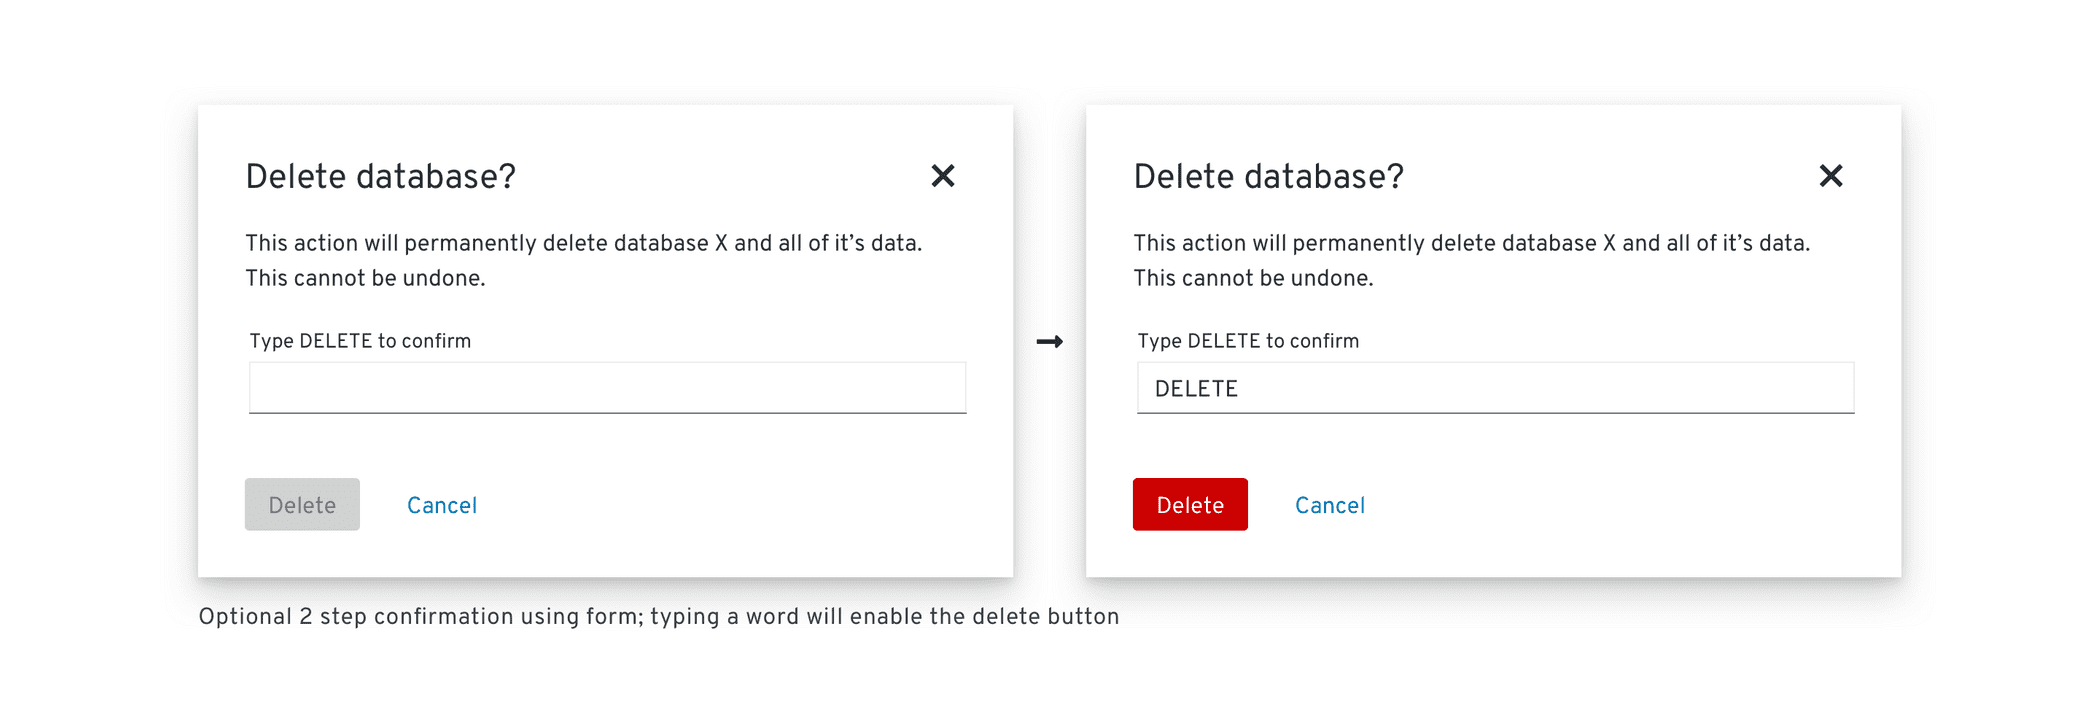 Delete database?
This action will permanently delete database X and all of it’s data.
This cannot be undone.
Type DELETE to confirm
Delete
Cancel
Delete database?
This action will permanently delete database X and all of it’s data.
This cannot be undone.
Type DELETE to confirm
DELETE
Delete
Cancel
Optional 2 step confirmation using form; typing a word will enable the delete button